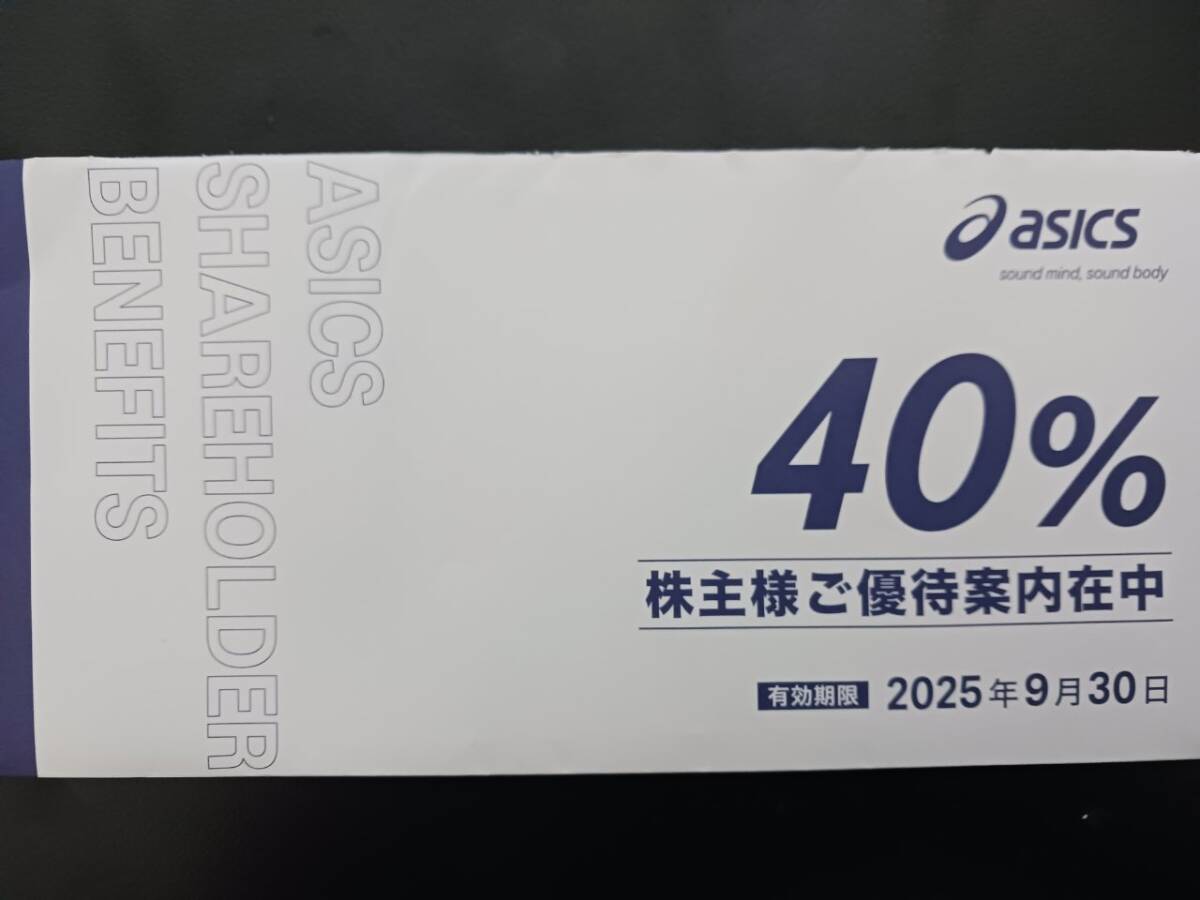 ASICS
SHAREHOLDER
BENEFITS
asics
sound mind, sound body
40%
株主様ご優待案内在中
有効期限 2025年9月30日